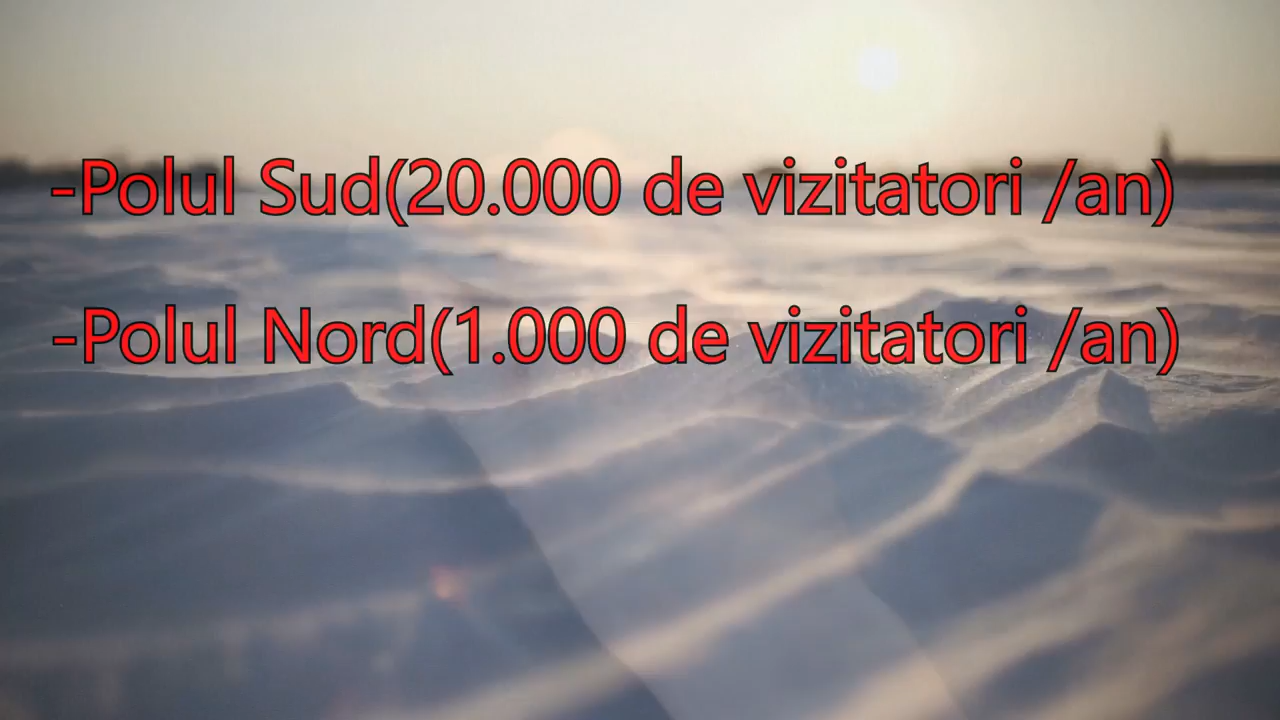 -Polul Sud(20.000 de vizitatori /an)
-Polul Nord(1.000 de vizitatori /an)